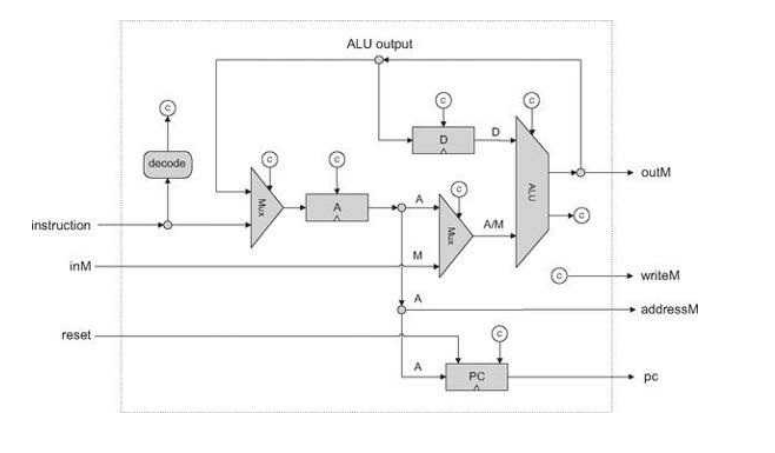 ALU output
c
c
c
decode
D
D
c
c
c
outM
Mux
A
A
Mux
ALU
instruction
A/M
c
inM
M
c
writeM
A
addressM
reset
c
A
PC
pc